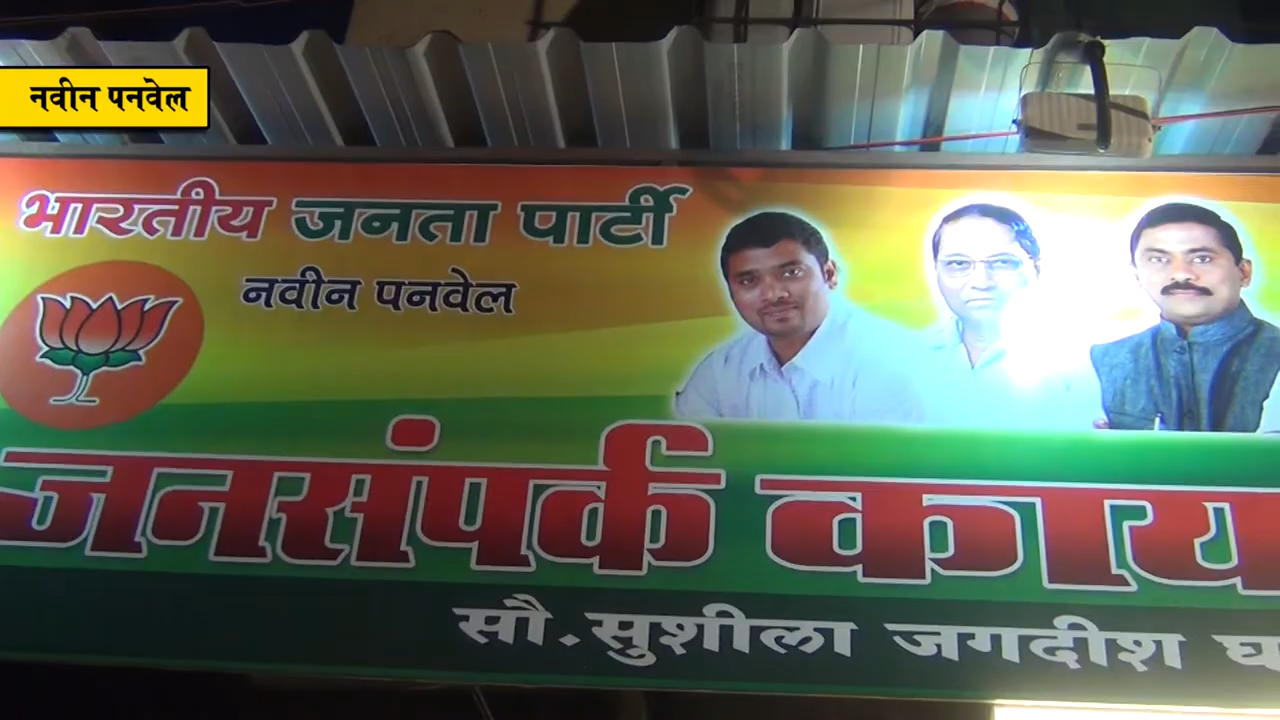 नवीन पनवेल
भारतीय जनता पार्टी
नवीन पनवेल
जनसंपर्क
सौ. सुशीला जगदीश